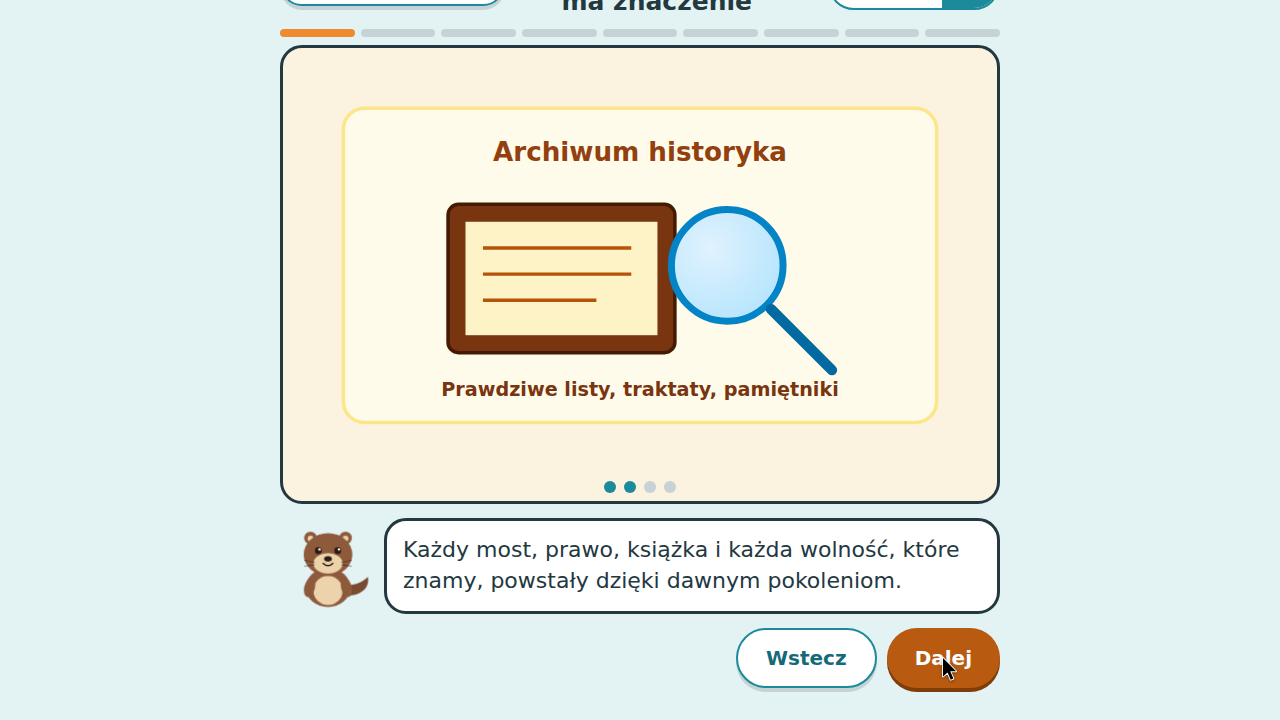 ma znaczenie
Archiwum historyka
Prawdziwe listy, traktaty, pamiętniki
Każdy most, prawo, książka i każda wolność, które
znamy, powstały dzięki dawnym pokoleniom.
Wstecz
Dalej